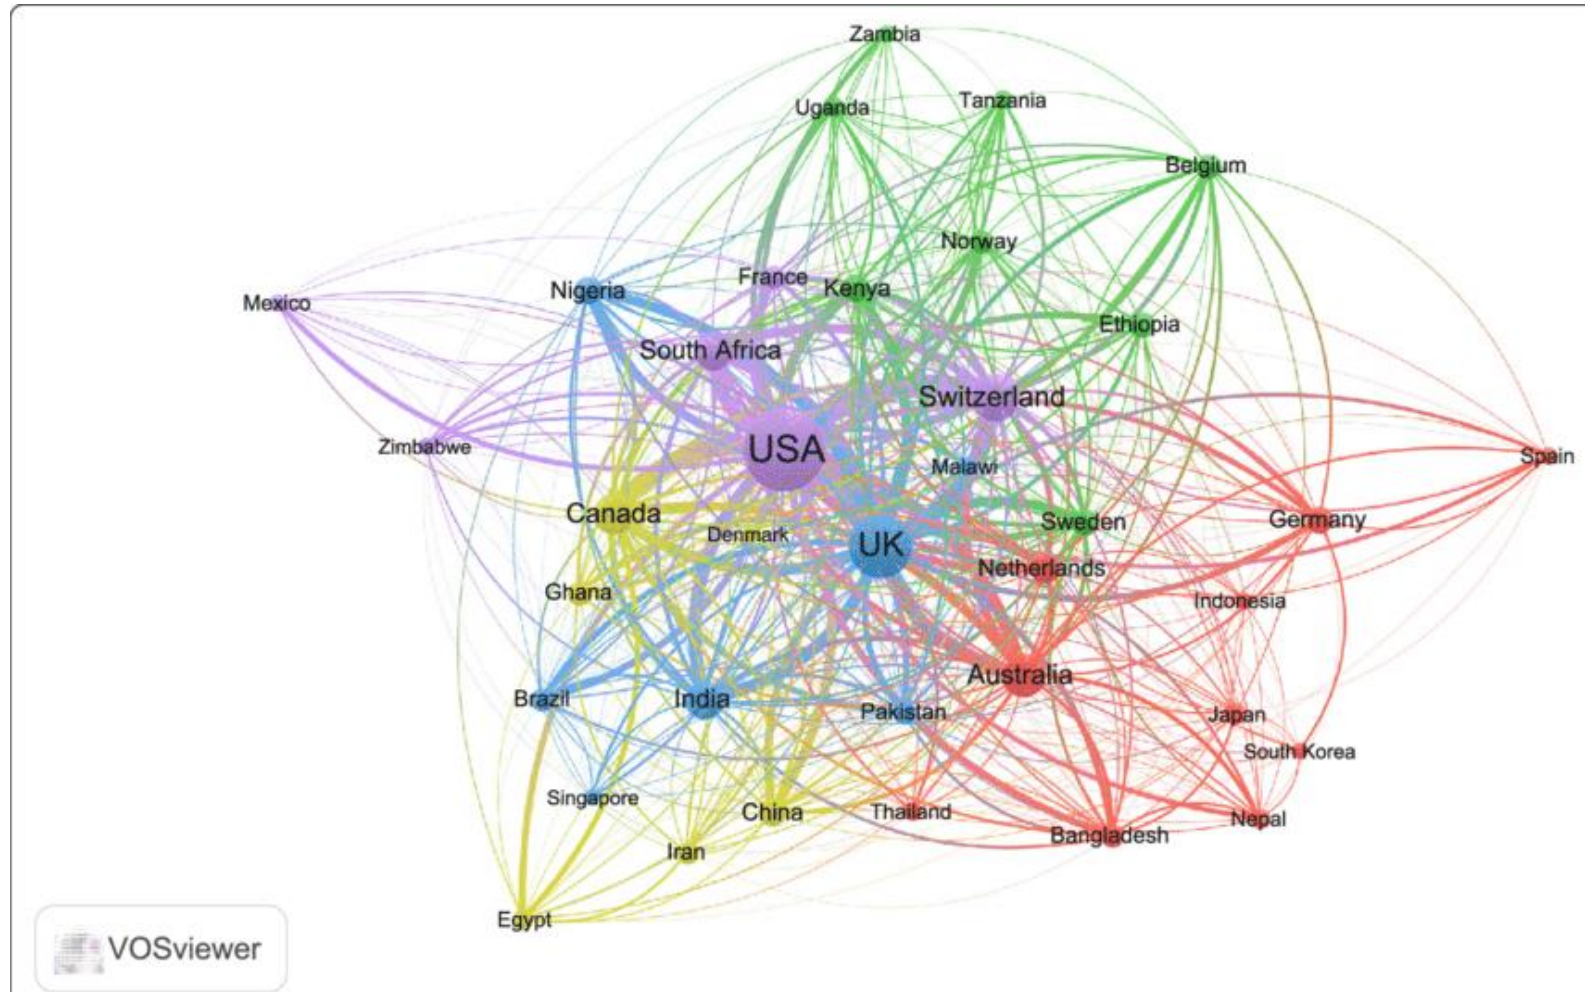 Zambia
Uganda
Tanzania
Belgium
Norway
France
Kenya
Nigeria
Mexico
Ethiopia
South Africa
Switzerland
USA
Zimbabwe
Malawi
Spain
Canada
Denmark
UK
Sweden
Germany
Netherlands
Ghana
Indonesia
Australia
Brazil
India
Pakistan
Japan
South Korea
Singapore
China
Thailand
Nepal
Bangladesh
Iran
Egypt
VOSviewer